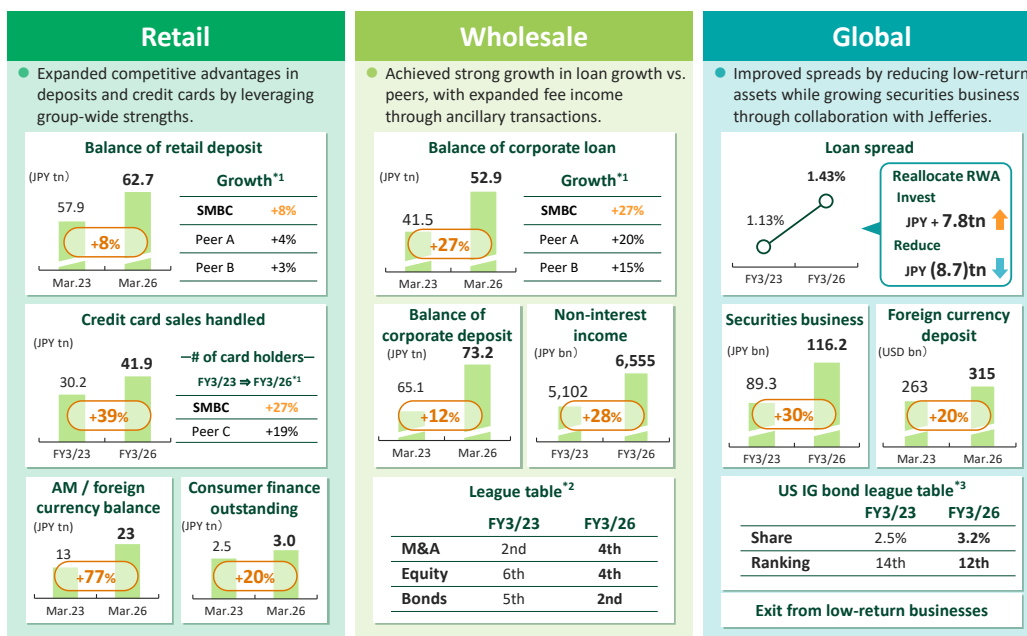 Retail
Expanded competitive advantages in
deposits and credit cards by leveraging
group-wide strengths.
Balance of retail deposit
(JPY tn)
57.9
62.7
+8%
Mar.23
Mar.26
Growth*1
SMBC +8%
Peer A +4%
Peer B +3%
Credit card sales handled
(JPY tn)
30.2
41.9
+39%
FY3/23
FY3/26
# of card holders
FY3/23 ⇒ FY3/26*1
SMBC +27%
Peer C +19%
AM / foreign
currency balance
(JPY tn)
13
23
+77%
Mar.23
Mar.26
Consumer finance
outstanding
(JPY tn)
2.5
3.0
+20%
Mar.23
Mar.26
Wholesale
Achieved strong growth in loan growth vs.
peers, with expanded fee income
through ancillary transactions.
Balance of corporate loan
(JPY tn)
41.5
52.9
+27%
Mar.23
Mar.26
Growth*1
SMBC +27%
Peer A +20%
Peer B +15%
Balance of
corporate deposit
(JPY tn)
65.1
73.2
+12%
Mar.23
Mar.26
Non-interest
income
(JPY bn)
5,102
6,555
+28%
FY3/23
FY3/26
League table*2
FY3/23 FY3/26
M&A 2nd 4th
Equity 6th 4th
Bonds 5th 2nd
Global
Improved spreads by reducing low-return
assets while growing securities business
through collaboration with Jefferies.
Loan spread
1.13%
1.43%
FY3/23
FY3/26
Reallocate RWA
Invest
JPY + 7.8tn
Reduce
JPY (8.7)tn
Securities business
(JPY bn)
89.3
116.2
+30%
FY3/23
FY3/26
Foreign currency
deposit
(USD bn)
263
315
+20%
Mar.23
Mar.26
US IG bond league table*3
FY3/23 FY3/26
Share 2.5% 3.2%
Ranking 14th 12th
Exit from low-return businesses